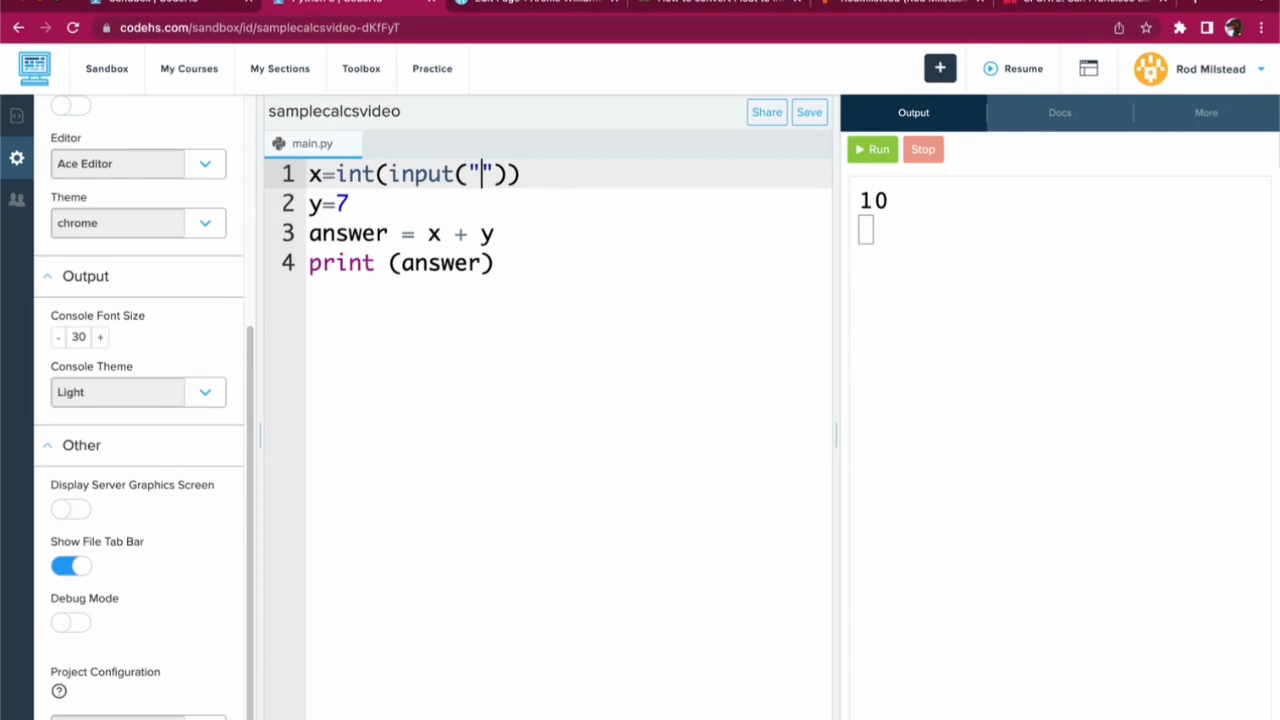 codehs.com/sandbox/id/samplecalcsvideo-dKfFyT
Sandbox My Courses My Sections Toolbox Practice + Resume Rod Milstead
Editor
Ace Editor
Theme
chrome
Output
Console Font Size
- 30 +
Console Theme
Light
Other
Display Server Graphics Screen
Show File Tab Bar
Debug Mode
Project Configuration
?
samplecalcsvideo Share Save
main.py
1 x=int(input(""))
2 y=7
3 answer = x + y
4 print (answer)
Output Docs More
Run Stop
10